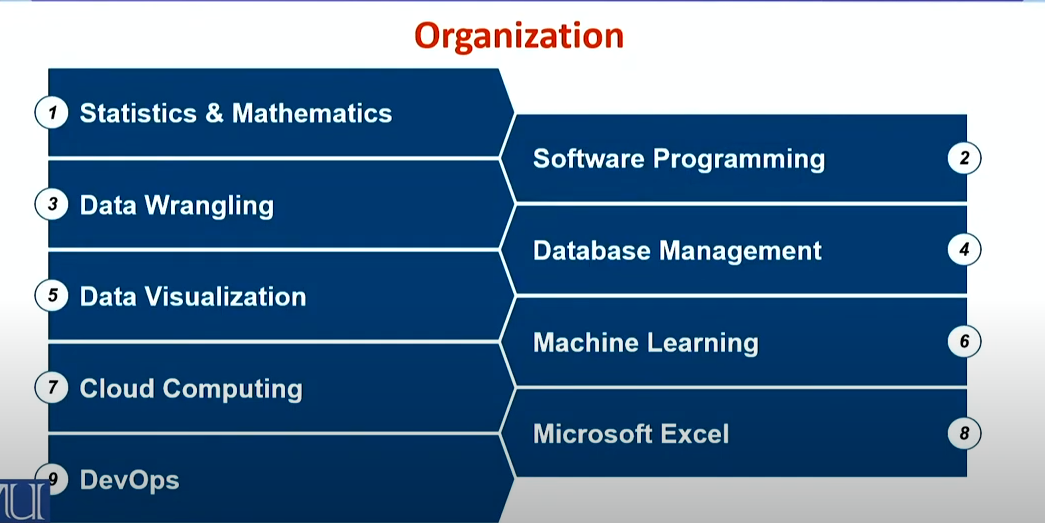 Organization
1 Statistics & Mathematics
Software Programming 2
3 Data Wrangling
Database Management 4
5 Data Visualization
Machine Learning 6
7 Cloud Computing
Microsoft Excel 8
9 DevOps
VU